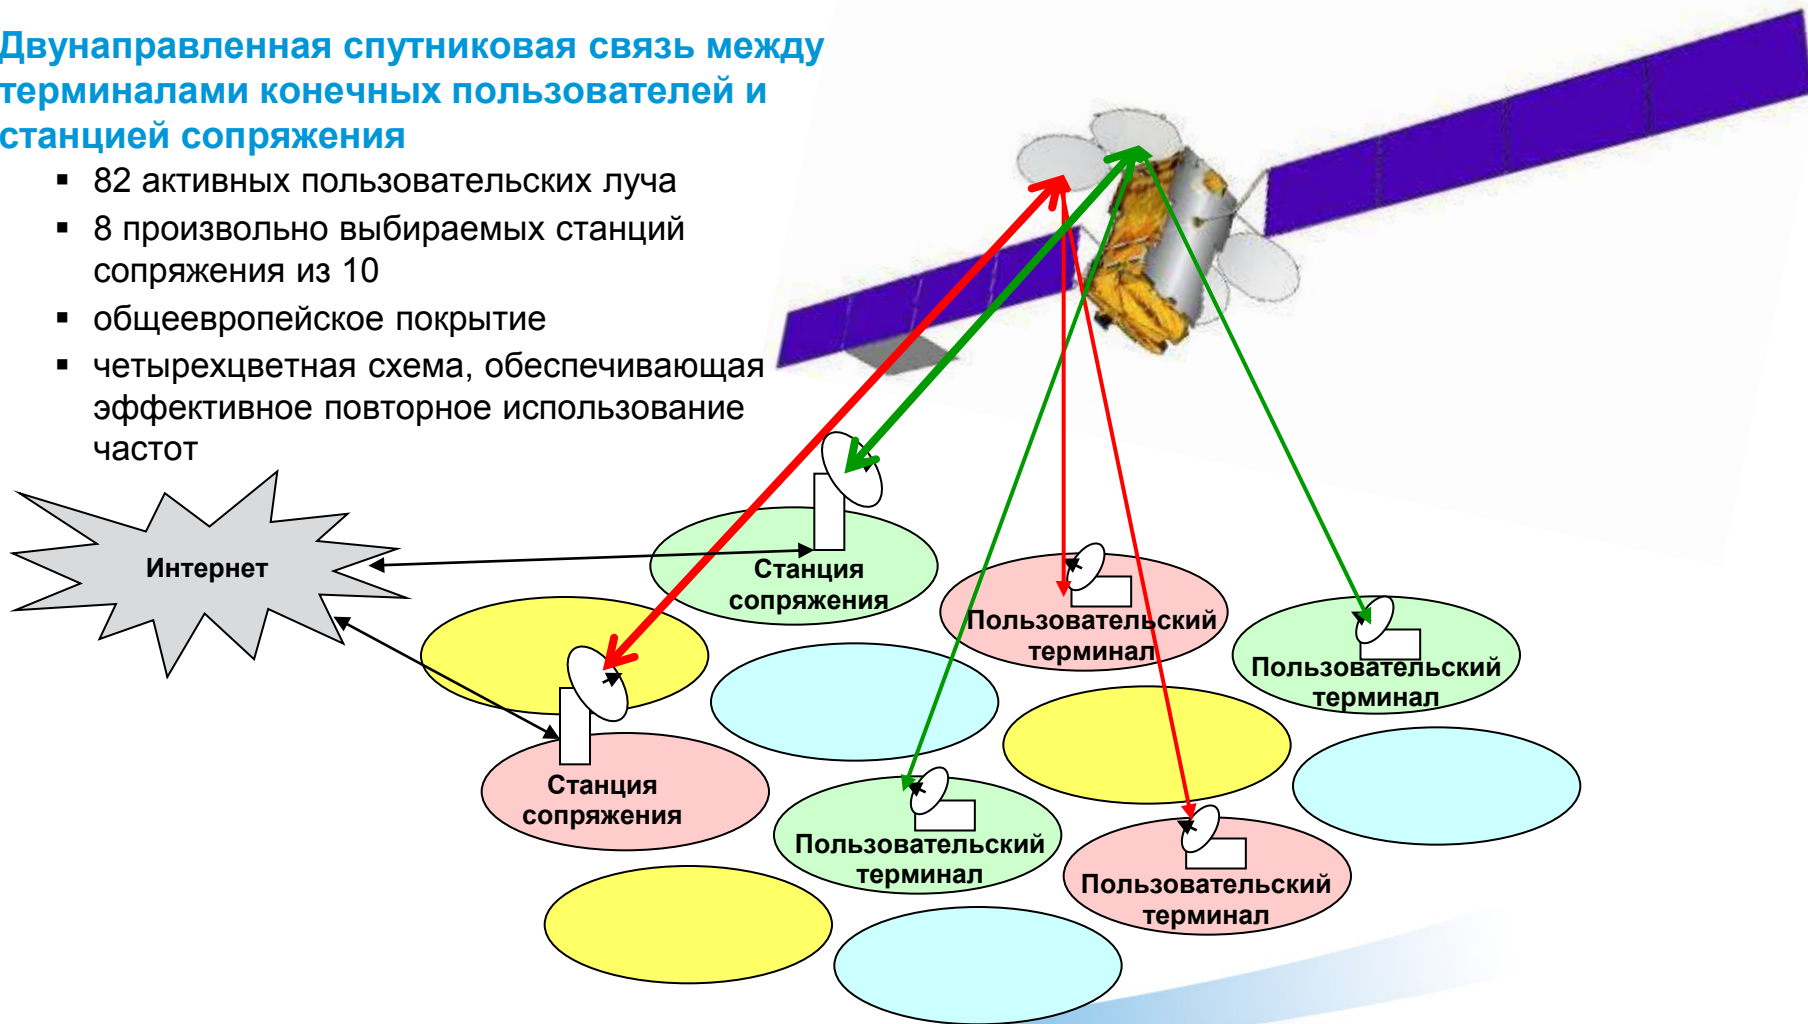 Двунаправленная спутниковая связь между
терминалами конечных пользователей и
станцией сопряжения
▪ 82 активных пользовательских луча
▪ 8 произвольно выбираемых станций
сопряжения из 10
▪ общеевропейское покрытие
▪ четырехцветная схема, обеспечивающая
эффективное повторное использование
частот
Интернет
Станция
сопряжения
Пользовательский
терминал
Пользовательский
терминал
Станция
сопряжения
Пользовательский
терминал
Пользовательский
терминал